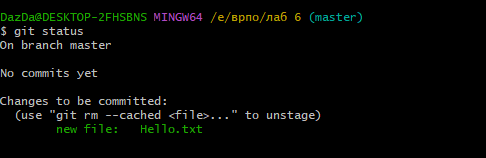 DazDa@DESKTOP-2FHSBNS MINGW64 /e/врпо/лаб 6 (master)
$ git status
On branch master
No commits yet
Changes to be committed:
(use "git rm --cached <file>..." to unstage)
new file: Hello.txt